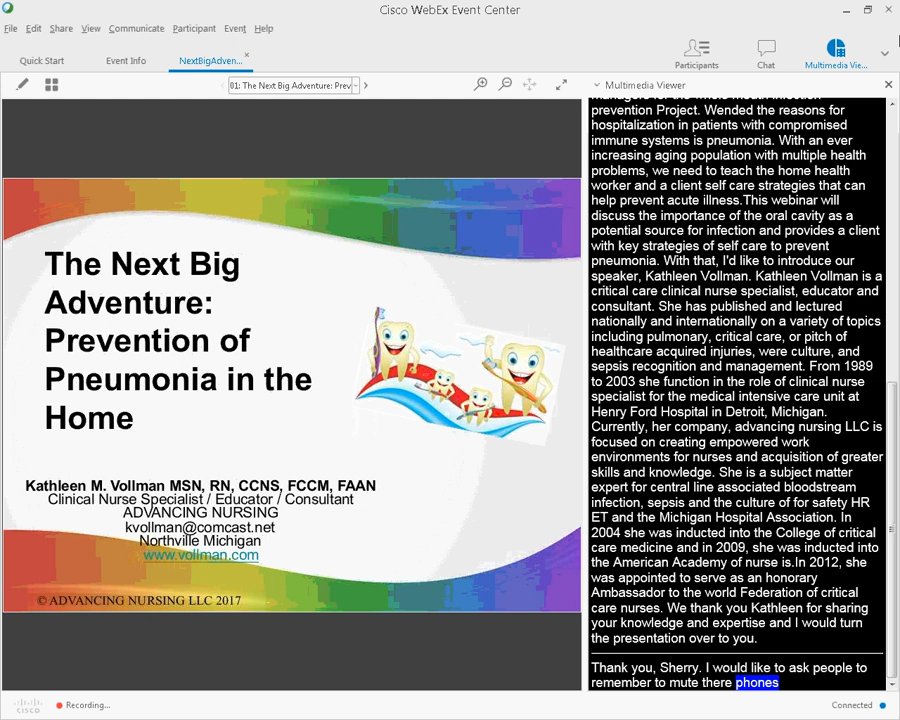 Cisco WebEx Event Center
File Edit Share View Communicate Participant Event Help
Quick Start Event Info NextBigAdven...
Participants Chat Multimedia Vie...
01: The Next Big Adventure: Prev
Multimedia Viewer
The Next Big
Adventure:
Prevention of
Pneumonia in the
Home
Kathleen M. Vollman MSN, RN, CCNS, FCCM, FAAN
Clinical Nurse Specialist / Educator / Consultant
ADVANCING NURSING
kvollman@comcast.net
Northville Michigan
www.vollman.com
© ADVANCING NURSING LLC 2017
prevention Project. Wended the reasons for
hospitalization in patients with compromised
immune systems is pneumonia. With an ever
increasing aging population with multiple health
problems, we need to teach the home health
worker and a client self care strategies that can
help prevent acute illness.This webinar will
discuss the importance of the oral cavity as a
potential source for infection and provides a client
with key strategies of self care to prevent
pneumonia. With that, I'd like to introduce our
speaker, Kathleen Vollman. Kathleen Vollman is a
critical care clinical nurse specialist, educator and
consultant. She has published and lectured
nationally and internationally on a variety of topics
including pulmonary, critical care, or pitch of
healthcare acquired injuries, were culture, and
sepsis recognition and management. From 1989
to 2003 she function in the role of clinical nurse
specialist for the medical intensive care unit at
Henry Ford Hospital in Detroit, Michigan.
Currently, her company, advancing nursing LLC is
focused on creating empowered work
environments for nurses and acquisition of greater
skills and knowledge. She is a subject matter
expert for central line associated bloodstream
infection, sepsis and the culture of for safety HR
ET and the Michigan Hospital Association. In
2004 she was inducted into the College of critical
care medicine and in 2009, she was inducted into
the American Academy of nurse is.In 2012, she
was appointed to serve as an honorary
Ambassador to the world Federation of critical
care nurses. We thank you Kathleen for sharing
your knowledge and expertise and I would turn
the presentation over to you.
Thank you, Sherry. I would like to ask people to
remember to mute there phones
cisco
Recording...
Connected